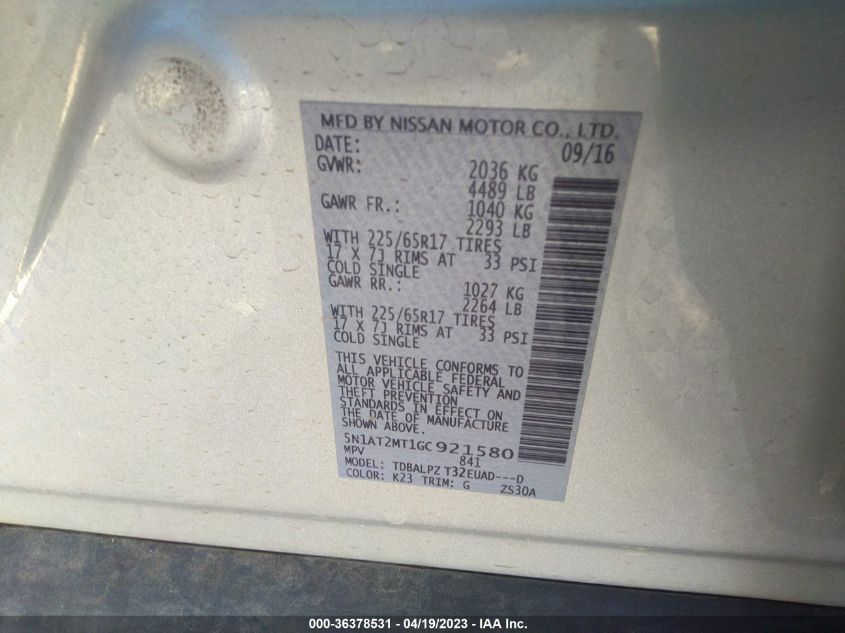 MFD BY NISSAN MOTOR CO., LTD.
DATE: 09/16
GVWR: 2036 KG
4489 LB
GAWR FR.: 1040 KG
2293 LB
WITH 225/65R17 TIRES
17 X 7J RIMS AT 33 PSI
COLD SINGLE
GAWR RR.: 1027 KG
2264 LB
WITH 225/65R17 TIRES
17 X 7J RIMS AT 33 PSI
COLD SINGLE
THIS VEHICLE CONFORMS TO
ALL APPLICABLE FEDERAL
MOTOR VEHICLE SAFETY AND
THEFT PREVENTION
STANDARDS IN EFFECT ON
THE DATE OF MANUFACTURE
SHOWN ABOVE.
5N1AT2MT1GC921580
MPV 841
MODEL: TDBALPZ T32EUAD---D
COLOR: K23 TRIM: G ZS30A
000-36378531 - 04/19/2023 - IAA Inc.